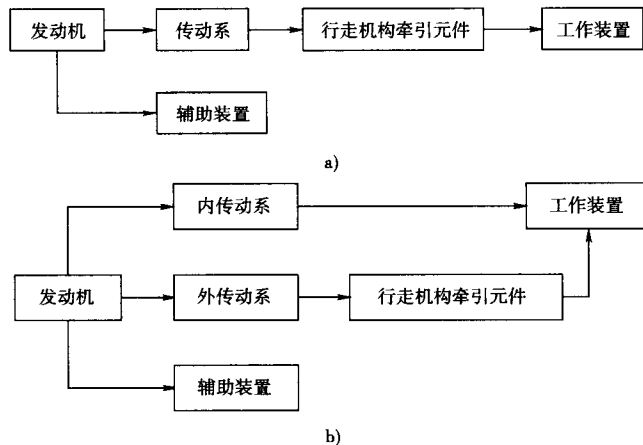 发动机
传动系
行走机构牵引元件
工作装置
辅助装置
a)
内传动系
工作装置
发动机
外传动系
行走机构牵引元件
辅助装置
b)